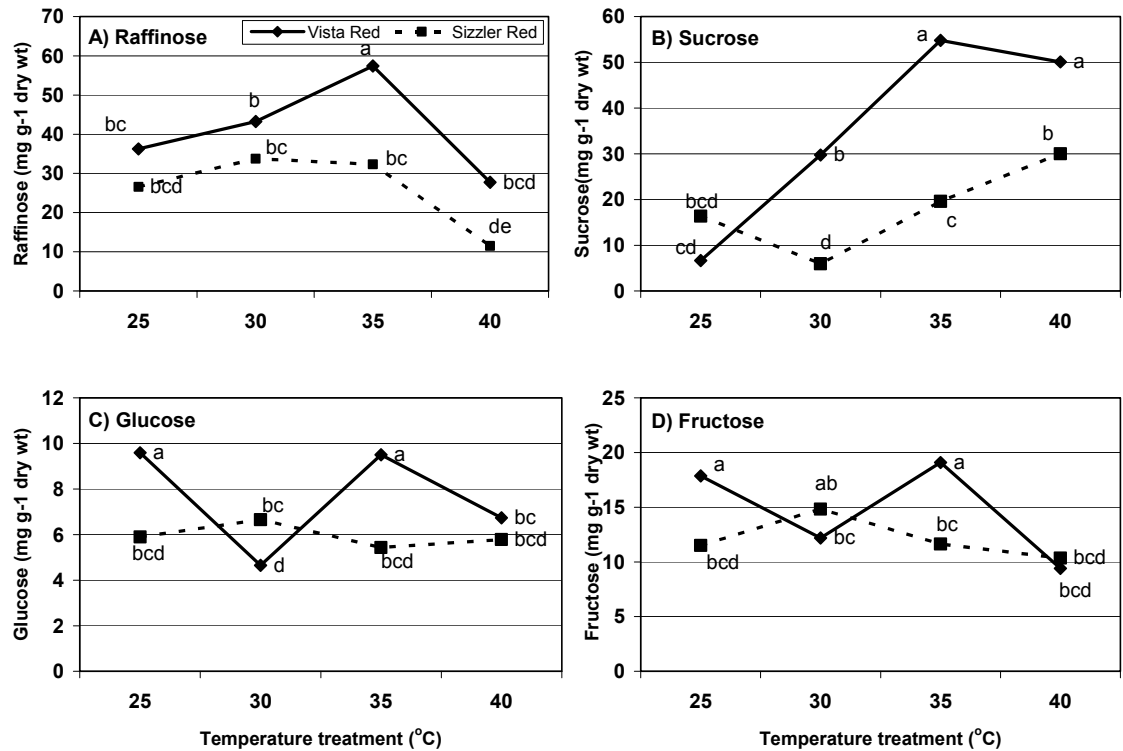 A) Raffinose
Vista Red
Sizzler Red
Raffinose (mg g-1 dry wt)
70
60
50
40
30
20
10
0
bc
b
a
bcd
bcd
bc
bc
de
25
30
35
40
B) Sucrose
Sucrose(mg g-1 dry wt)
60
50
40
30
20
10
0
a
a
b
b
bcd
cd
d
c
25
30
35
40
C) Glucose
Glucose (mg g-1 dry wt)
12
10
8
6
4
2
0
a
a
bc
bc
bcd
d
bcd
bcd
25
30
35
40
Temperature treatment (oC)
D) Fructose
Fructose (mg g-1 dry wt)
25
20
15
10
5
0
a
ab
a
bcd
bc
bc
bcd
bcd
25
30
35
40
Temperature treatment (oC)